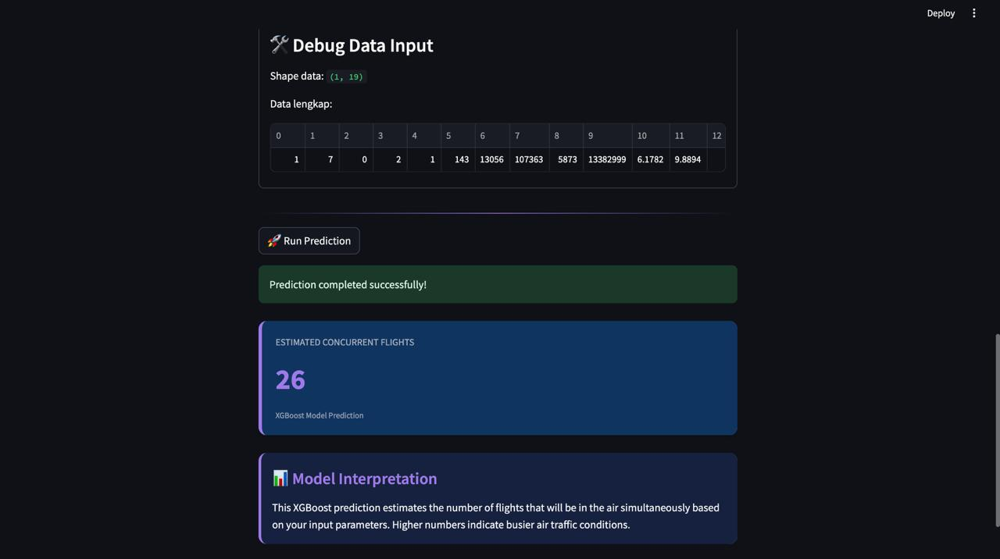 Deploy
🛠️ Debug Data Input
Shape data: (1, 19)
Data lengkap:
0 1 2 3 4 5 6 7 8 9 10 11 12
1 7 0 2 1 143 13056 107363 5873 13382999 6.1782 9.8894
🚀 Run Prediction
Prediction completed successfully!
ESTIMATED CONCURRENT FLIGHTS
26
XGBoost Model Prediction
📊 Model Interpretation
This XGBoost prediction estimates the number of flights that will be in the air simultaneously based
on your input parameters. Higher numbers indicate busier air traffic conditions.